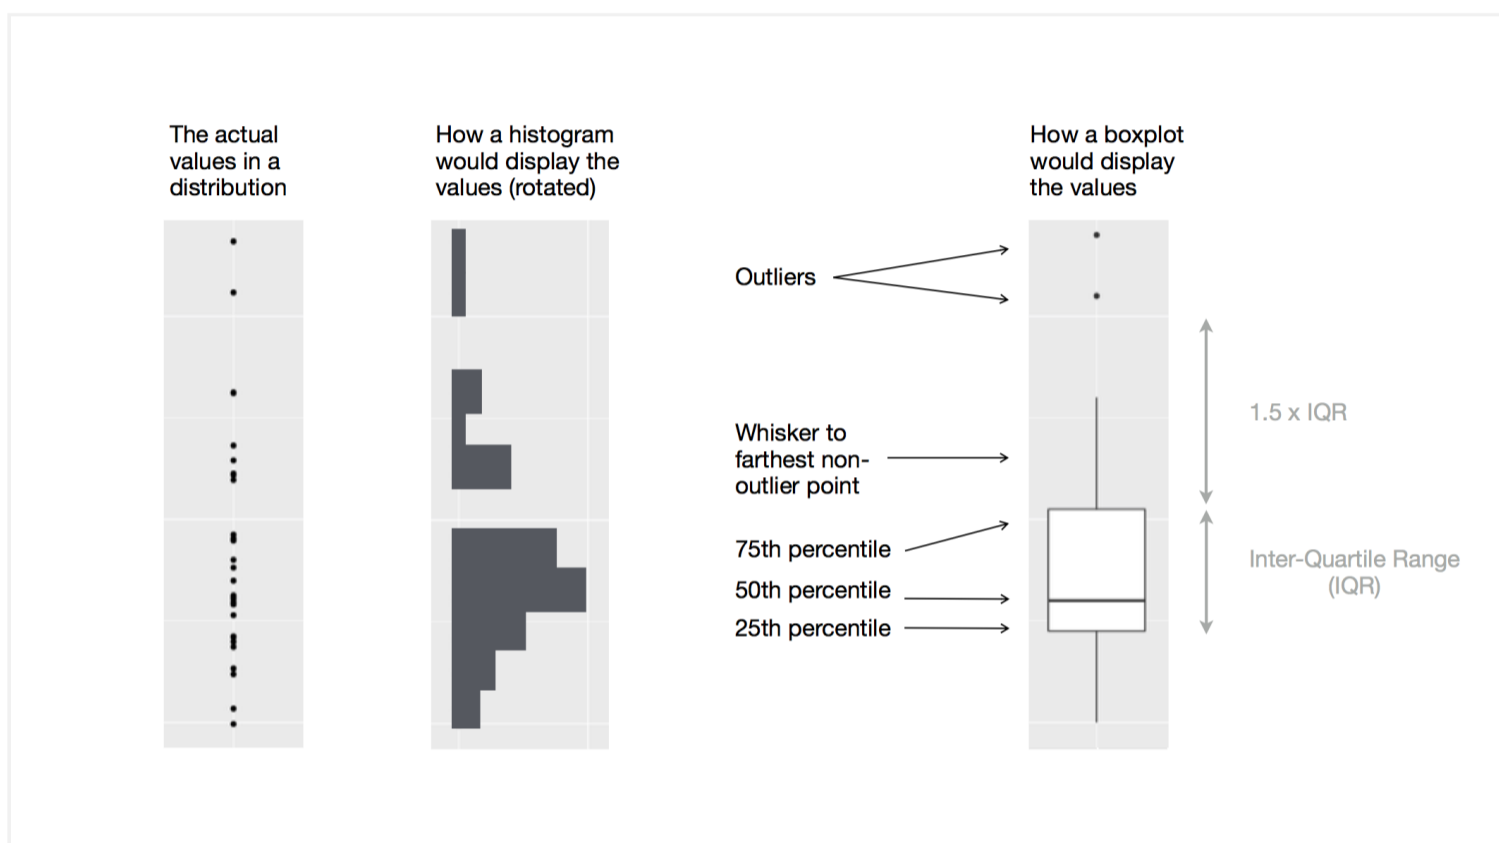 The actual
values in a
distribution
How a histogram
would display the
values (rotated)
How a boxplot
would display
the values
Outliers
1.5 x IQR
Whisker to
farthest non-
outlier point
75th percentile
50th percentile
25th percentile
Inter-Quartile Range
(IQR)